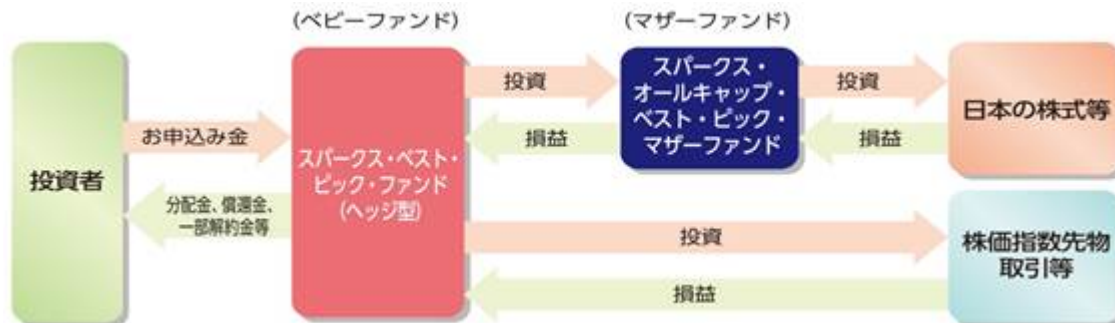 (ベビーファンド)
(マザーファンド)
投資者
お申込み金
分配金、償還金、
一部解約金等
スパークス・ベスト・
ピック・ファンド
(ヘッジ型)
投資
損益
スパークス・
オールキャップ・
ベスト・ピック・
マザーファンド
投資
損益
日本の株式等
投資
損益
株価指数先物
取引等